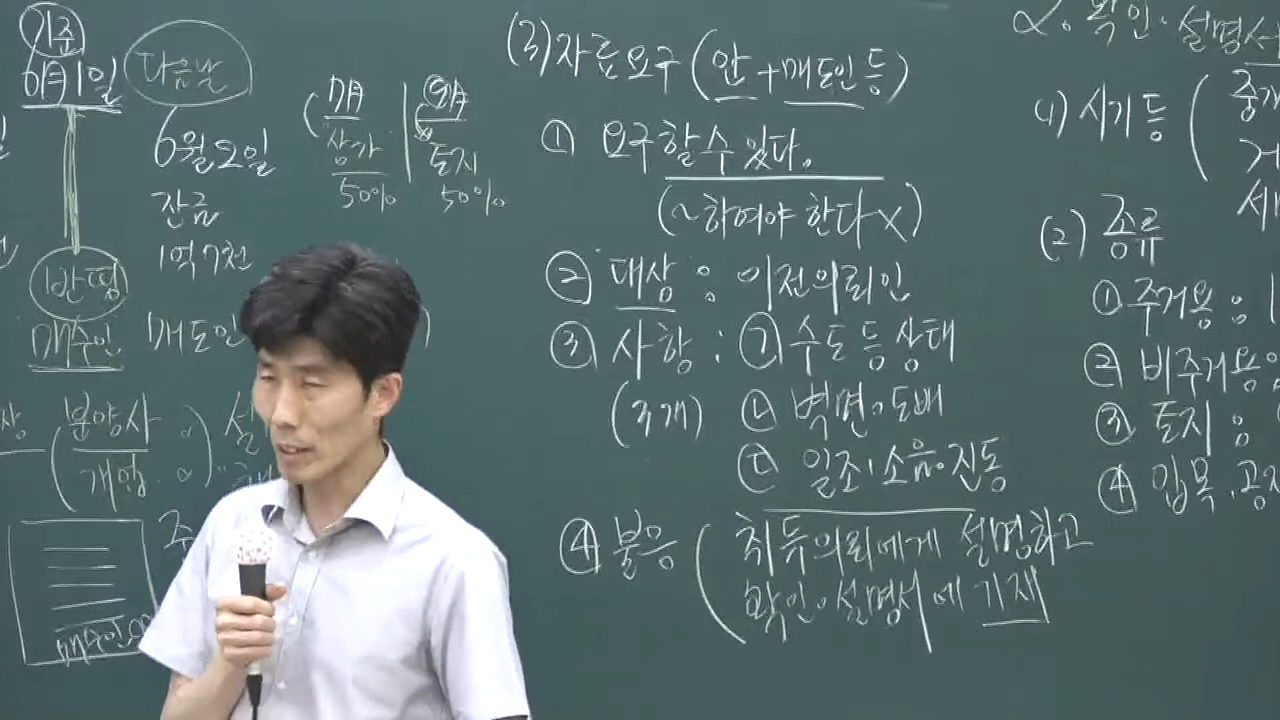 기준
6月1일
다음날
6월2일
잔금
1억7천
7月
상가
50%
9月
토지
50%
매수인
매도인
분양사
개입
매수인
(3) 자료요구 (안 + 매도인 등)
① 요구할 수 있다.
(~하여야 한다 X)
② 대상 : 이전의뢰인
③ 사항 : ㉠ 수도 등 상태
(3개) ㉡ 벽면·도배
㉢ 일조·소음·진동
④ 불응 ( 취득의뢰에게 설명하고
확인·설명서에 기재
2. 확인·설명서
(1) 시기 등
(2) 종류
① 주거용 :
② 비주거용
③ 토지 :
④ 입목·공장